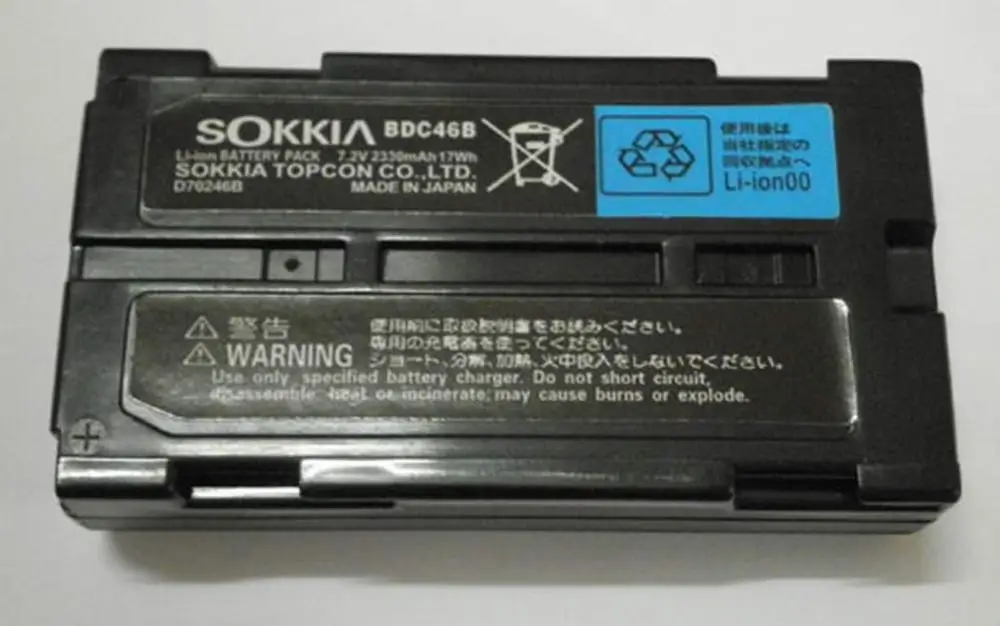 SOKKIA BDC46B
Li-ion BATTERY PACK 7.2V 2330mAh 17Wh
SOKKIA TOPCON CO.,LTD.
D70246B MADE IN JAPAN
使用後は
当社指定の
回収拠点へ
Li-ion00
⚠警告
⚠WARNING
使用前に取扱説明書をお読みください。
専用の充電器を使ってください。
ショート、分解、加熱、火中投入をしないでください。
Use only specified battery charger. Do not short circuit,
disassemble, heat or incinerate; may cause burns or explode.
+